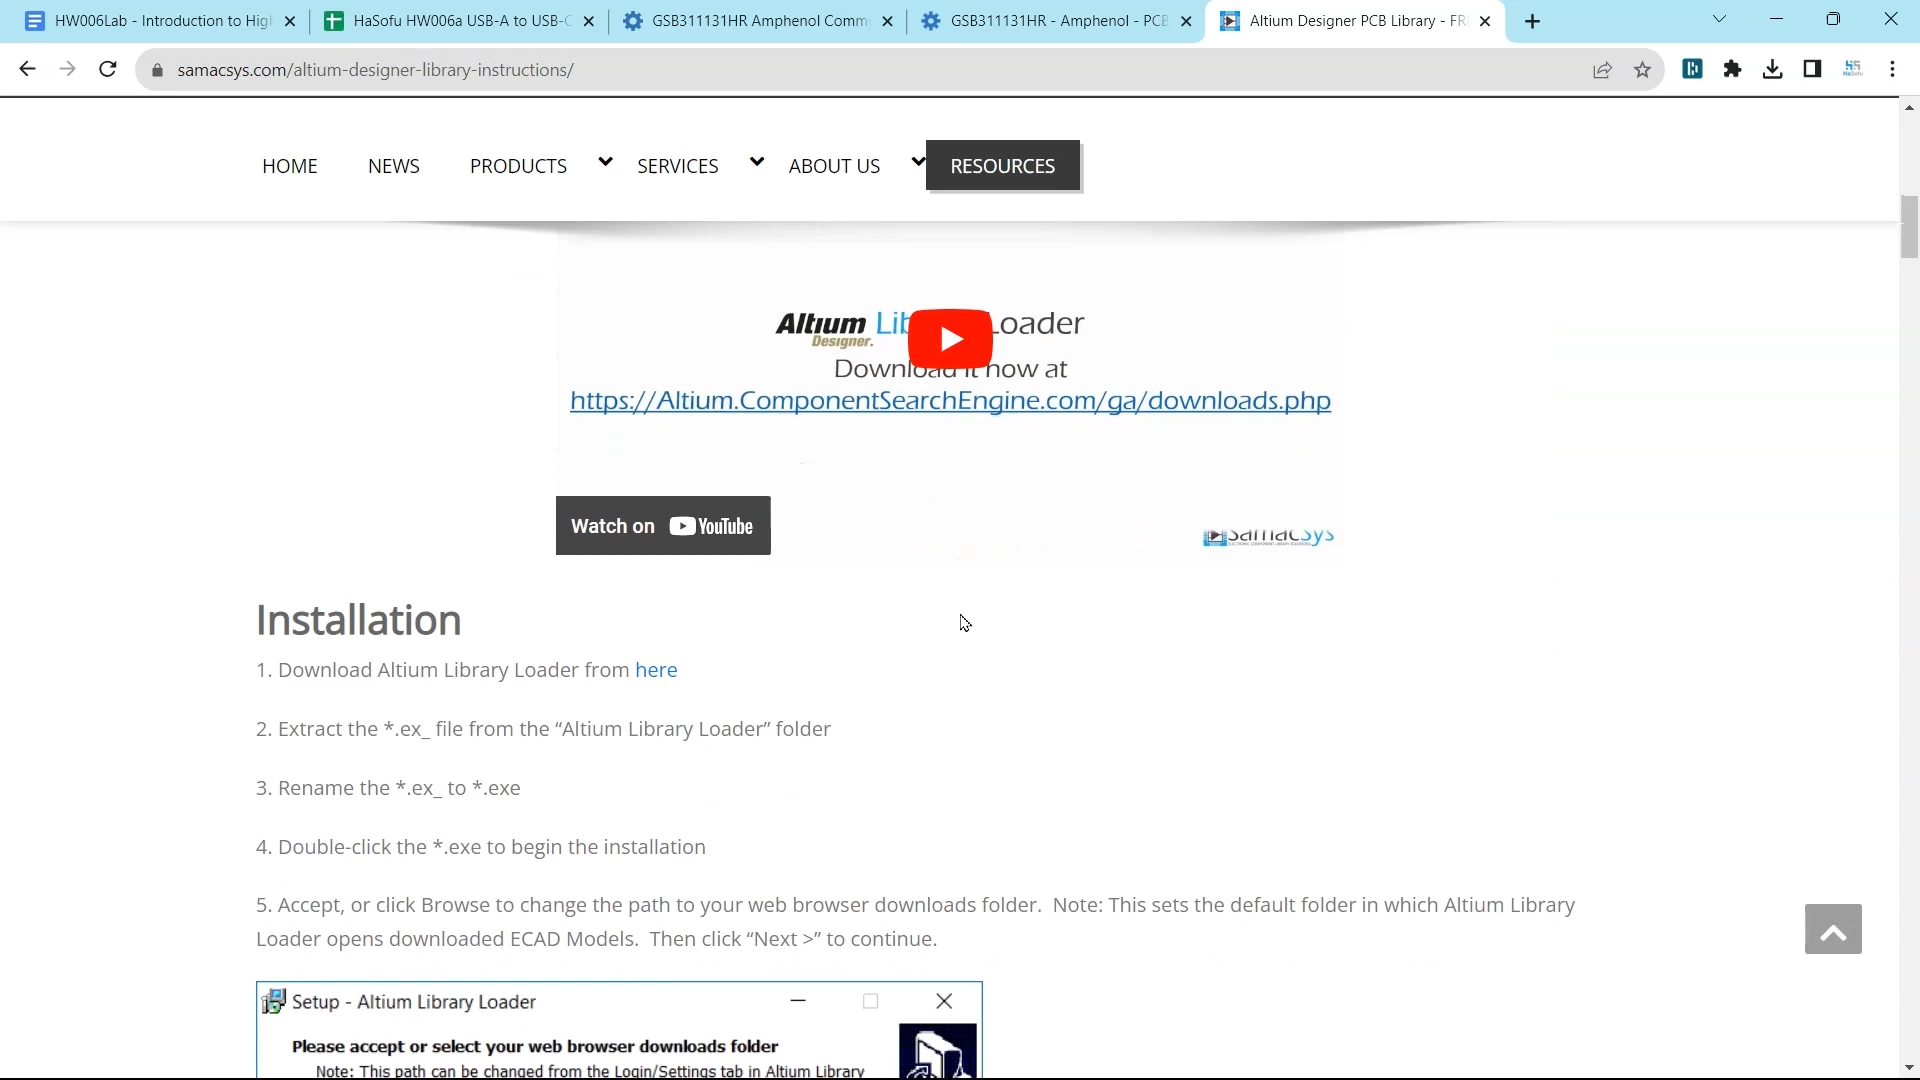 HW006Lab - Introduction to Hig
HaSofu HW006a USB-A to USB-C
GSB311131HR Amphenol Comm
GSB311131HR - Amphenol - PCB
Altium Designer PCB Library - FR
samacsys.com/altium-designer-library-instructions/
HOME
NEWS
PRODUCTS
SERVICES
ABOUT US
RESOURCES
Altium Lib Loader
Designer.
Download it now at
https://Altium.ComponentSearchEngine.com/ga/downloads.php
Watch on YouTube
samacsys
Installation
1. Download Altium Library Loader from here
2. Extract the *.ex_ file from the “Altium Library Loader” folder
3. Rename the *.ex_ to *.exe
4. Double-click the *.exe to begin the installation
5. Accept, or click Browse to change the path to your web browser downloads folder. Note: This sets the default folder in which Altium Library
Loader opens downloaded ECAD Models. Then click “Next >” to continue.
Setup - Altium Library Loader
Please accept or select your web browser downloads folder
Note: This path can be changed from the Login/Settings tab in Altium Library